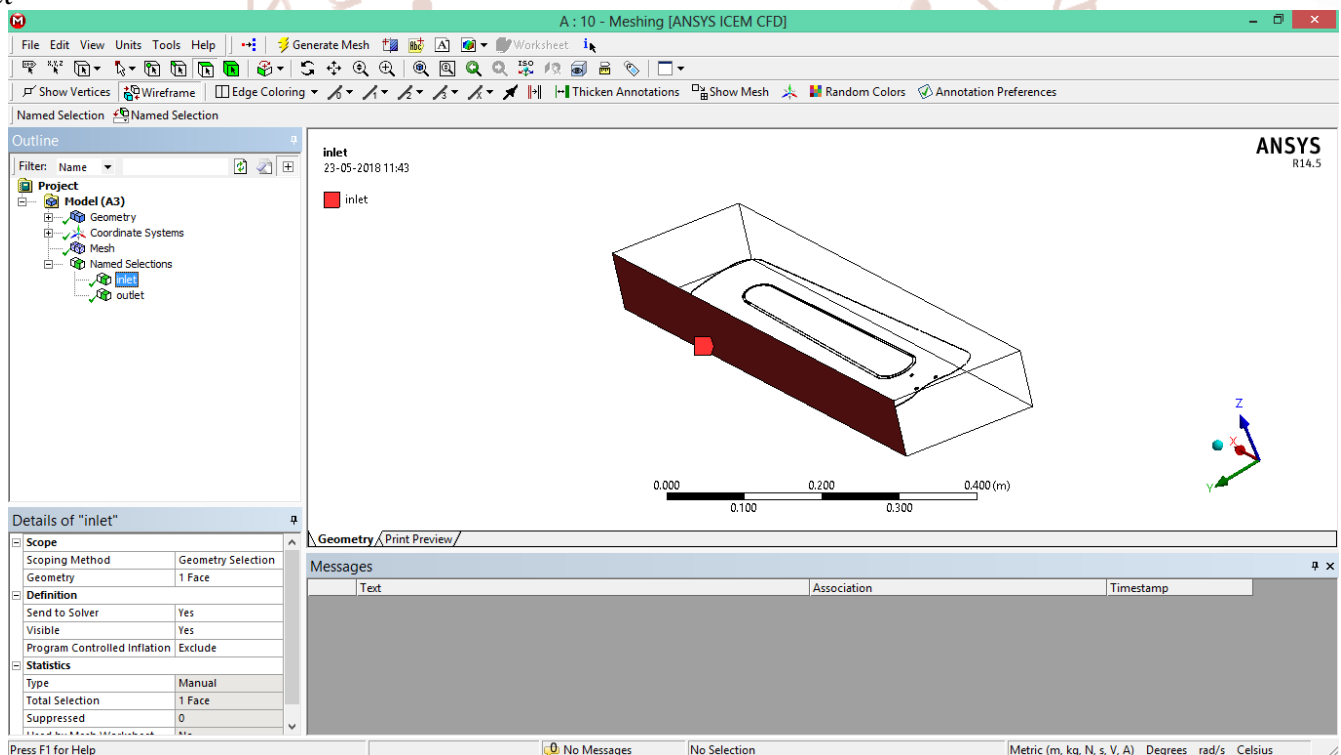 A : 10 - Meshing [ANSYS ICEM CFD]
File Edit View Units Tools Help Generate Mesh Worksheet
Show Vertices Wireframe Edge Coloring Thicken Annotations Show Mesh Random Colors Annotation Preferences
Named Selection Named Selection
Outline
Filter: Name
Project
Model (A3)
Geometry
Coordinate Systems
Mesh
Named Selections
inlet
outlet
inlet
23-05-2018 11:43
inlet
ANSYS
R14.5
Z
X
Y
0.000 0.200 0.400 (m)
0.100 0.300
Geometry Print Preview
Details of "inlet"
Scope
Scoping Method Geometry Selection
Geometry 1 Face
Definition
Send to Solver Yes
Visible Yes
Program Controlled Inflation Exclude
Statistics
Type Manual
Total Selection 1 Face
Suppressed 0
Messages
Text Association Timestamp
Press F1 for Help 0 No Messages No Selection Metric (m, kg, N, s, V, A) Degrees rad/s Celsius